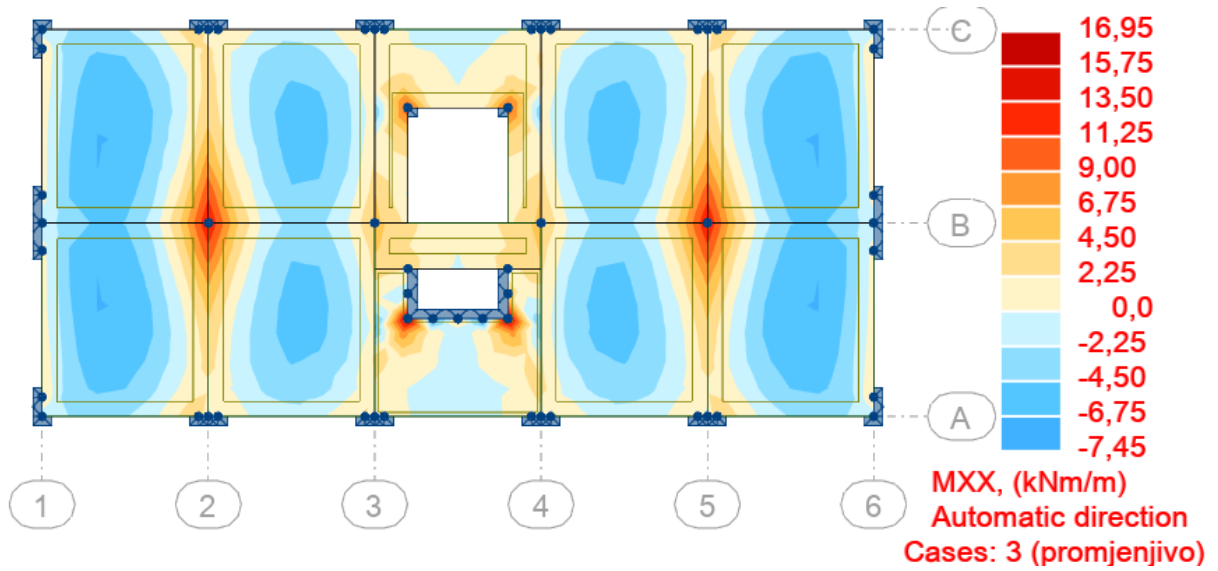 C
16,95
15,75
13,50
11,25
9,00
6,75
B
4,50
2,25
0,0
-2,25
-4,50
A
-6,75
-7,45
1 2 3 4 5 6
MXX, (kNm/m)
Automatic direction
Cases: 3 (promjenjivo)